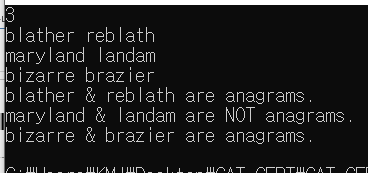 3
blather reblath
maryland landam
bizarre brazier
blather & reblath are anagrams.
maryland & landam are NOT anagrams.
bizarre & brazier are anagrams.